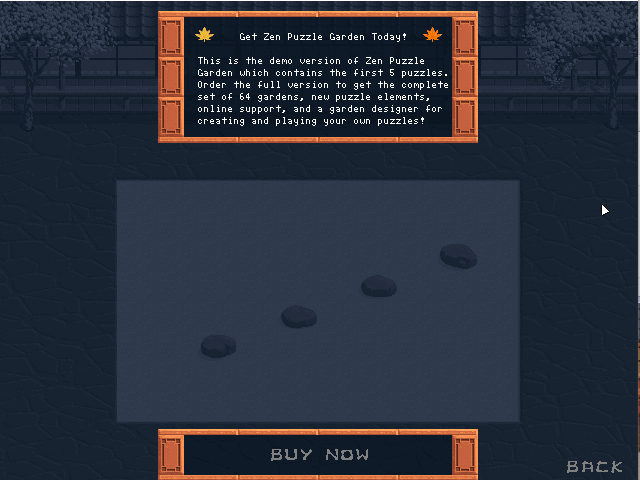 Get Zen Puzzle Garden Today!
This is the demo version of Zen Puzzle
Garden which contains the first 5 puzzles.
Order the full version to get the complete
set of 64 gardens, new puzzle elements,
online support, and a garden designer for
creating and playing your own puzzles!
BUY NOW
BACK